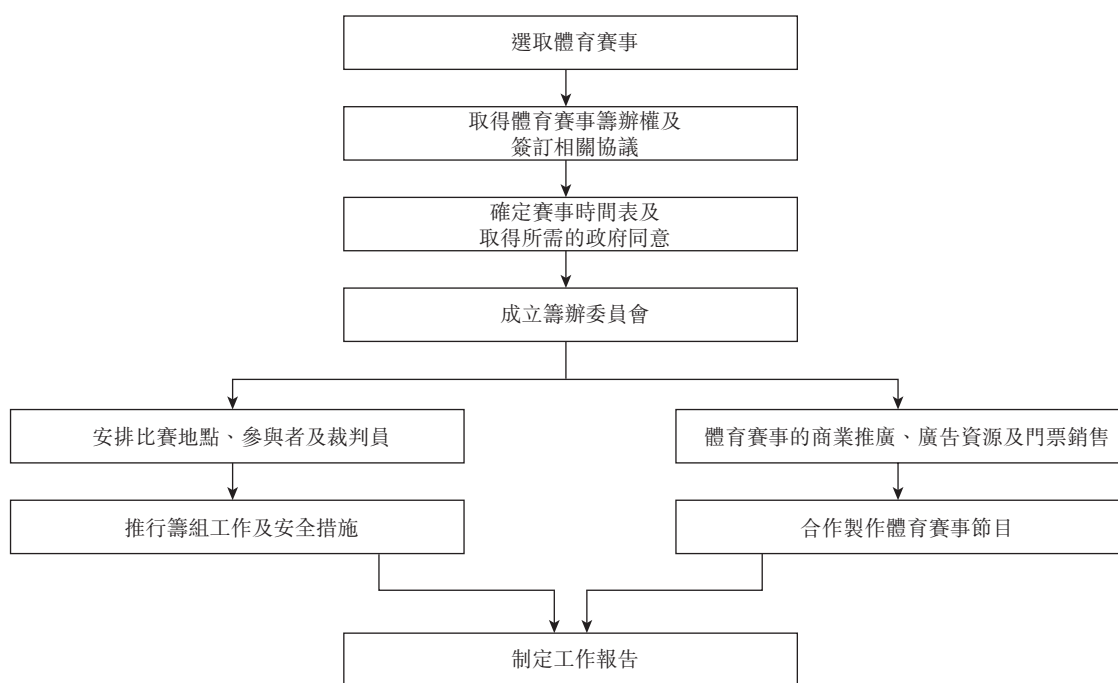 選取體育賽事
取得體育賽事籌辦權及
簽訂相關協議
確定賽事時間表及
取得所需的政府同意
成立籌辦委員會
安排比賽地點、參與者及裁判員
體育賽事的商業推廣、廣告資源及門票銷售
推行籌組工作及安全措施
合作製作體育賽事節目
制定工作報告